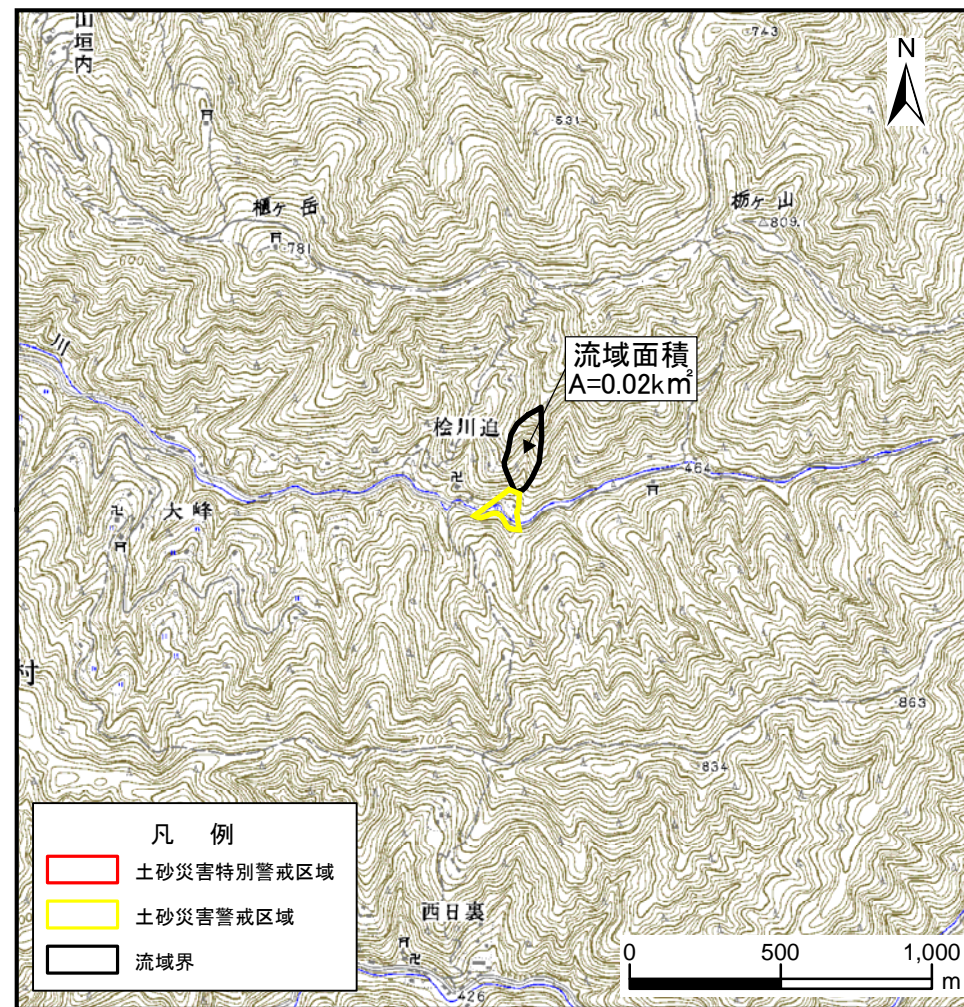 山垣内
743
N
531
櫃ヶ岳
781
栃ヶ山
809
600
川
流域面積
A=0.02km²
桧川迫
464
大峰
550
村
863
700
834
凡 例
土砂災害特別警戒区域
土砂災害警戒区域
流域界
西日裏
426
0 500 1,000
m